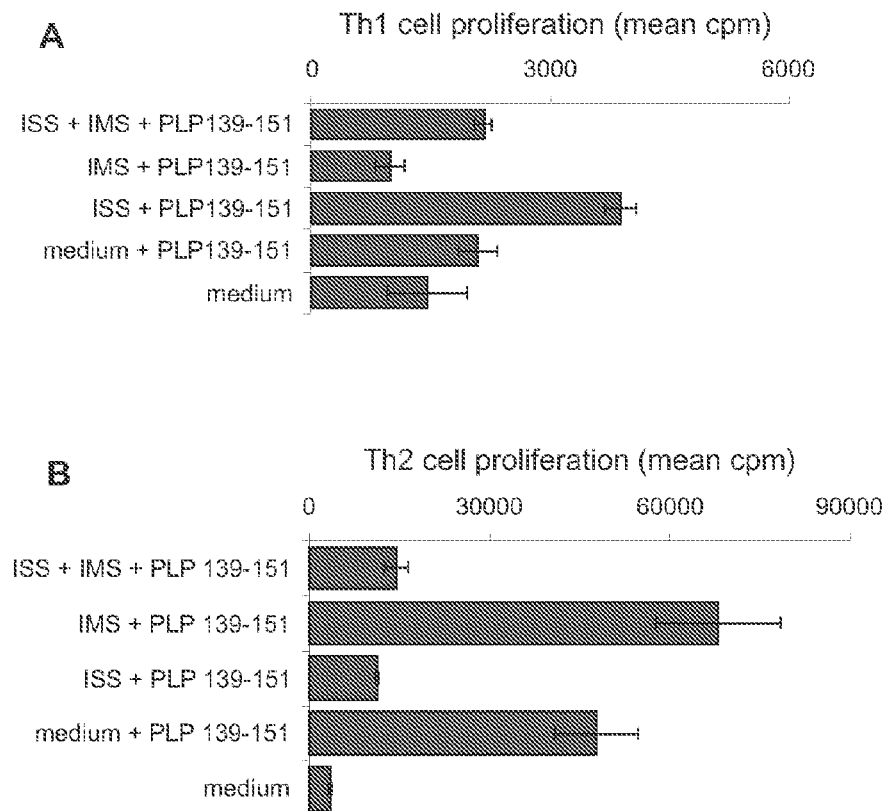 A
Th1 cell proliferation (mean cpm)
0 3000 6000
ISS + IMS + PLP139-151
IMS + PLP139-151
ISS + PLP139-151
medium + PLP139-151
medium
B
Th2 cell proliferation (mean cpm)
0 30000 60000 90000
ISS + IMS + PLP 139-151
IMS + PLP 139-151
ISS + PLP 139-151
medium + PLP 139-151
medium